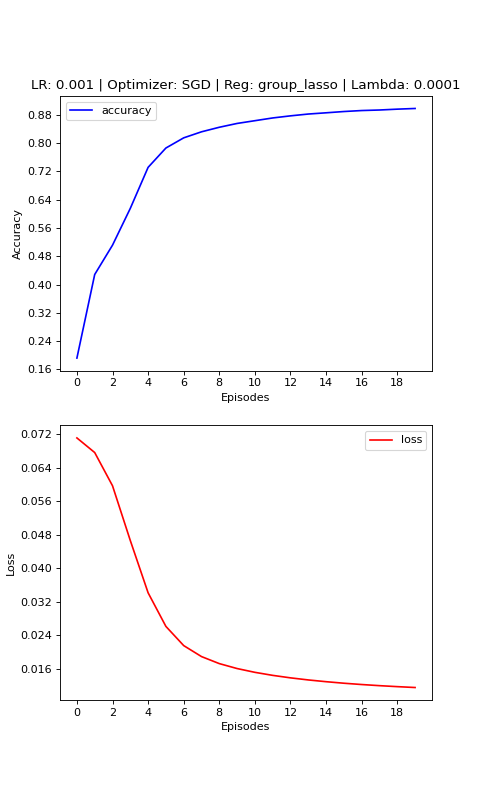 LR: 0.001 | Optimizer: SGD | Reg: group_lasso | Lambda: 0.0001
accuracy
0.88
0.80
0.72
0.64
0.56
0.48
0.40
0.32
0.24
0.16
Accuracy
0 2 4 6 8 10 12 14 16 18
Episodes
loss
0.072
0.064
0.056
0.048
0.040
0.032
0.024
0.016
Loss
0 2 4 6 8 10 12 14 16 18
Episodes